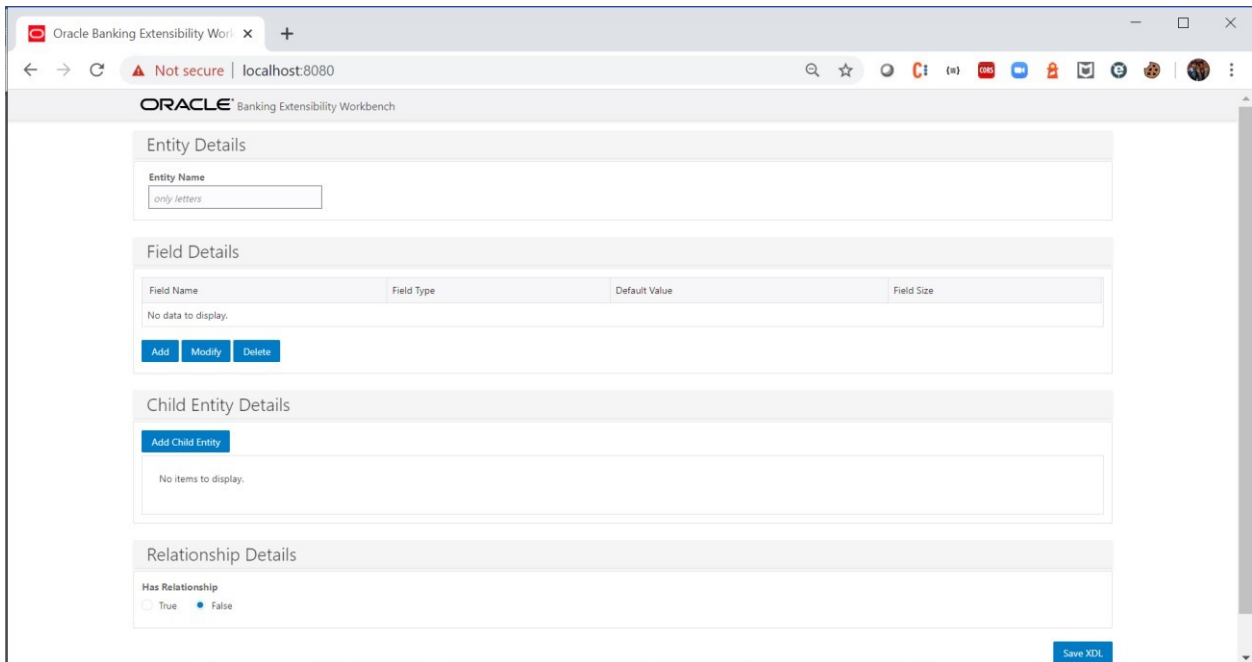 Oracle Banking Extensibility Work
Not secure | localhost:8080
CORS
ORACLE Banking Extensibility Workbench
Entity Details
Entity Name
only letters
Field Details
Field Name Field Type Default Value Field Size
No data to display.
Add Modify Delete
Child Entity Details
Add Child Entity
No items to display.
Relationship Details
Has Relationship
True False
Save XDL